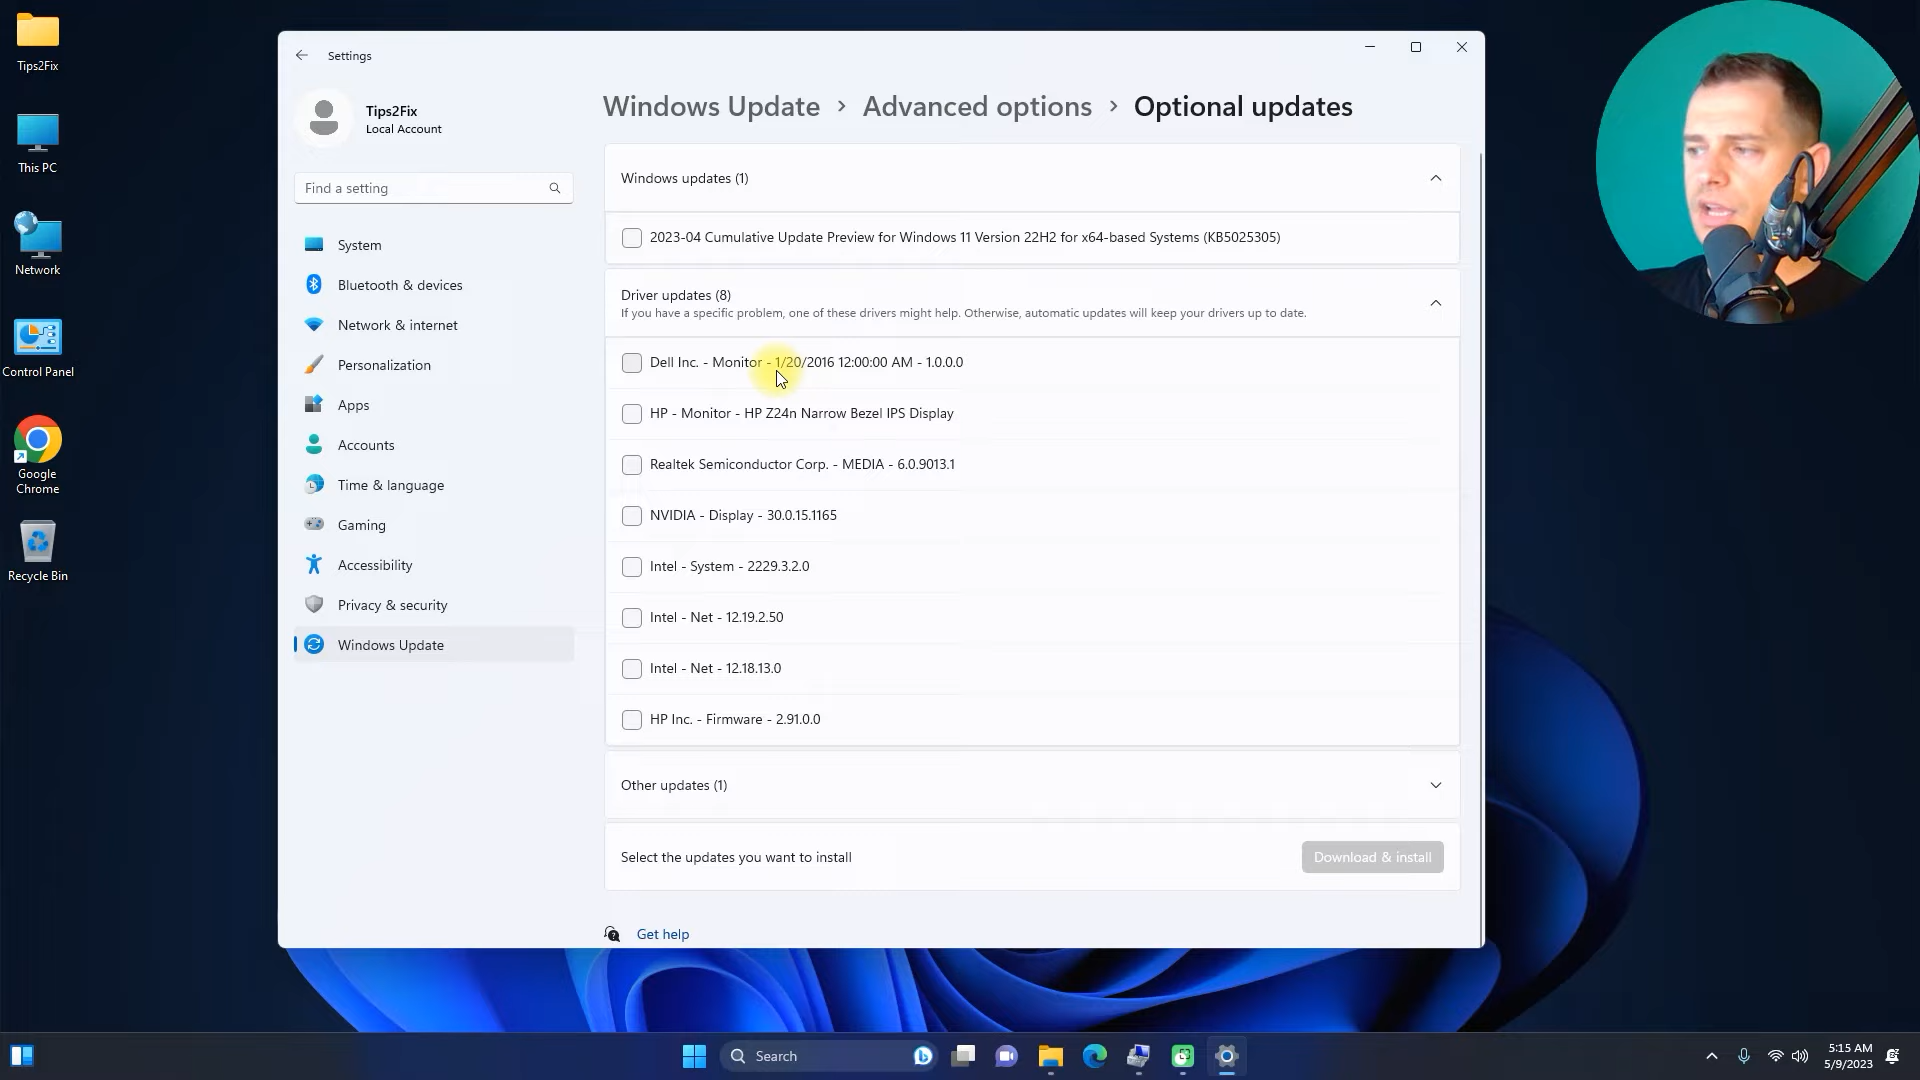 Tips2Fix
This PC
Network
Control Panel
Google
Chrome
Recycle Bin
Settings
Tips2Fix
Local Account
Find a setting
System
Bluetooth & devices
Network & internet
Personalization
Apps
Accounts
Time & language
Gaming
Accessibility
Privacy & security
Windows Update
Windows Update > Advanced options > Optional updates
Windows updates (1)
2023-04 Cumulative Update Preview for Windows 11 Version 22H2 for x64-based Systems (KB5025305)
Driver updates (8)
If you have a specific problem, one of these drivers might help. Otherwise, automatic updates will keep your drivers up to date.
Dell Inc. - Monitor - 1/20/2016 12:00:00 AM - 1.0.0.0
HP - Monitor - HP Z24n Narrow Bezel IPS Display
Realtek Semiconductor Corp. - MEDIA - 6.0.9013.1
NVIDIA - Display - 30.0.15.1165
Intel - System - 2229.3.2.0
Intel - Net - 12.19.2.50
Intel - Net - 12.18.13.0
HP Inc. - Firmware - 2.91.0.0
Other updates (1)
Select the updates you want to install
Download & install
Get help
Search
5:15 AM
5/9/2023